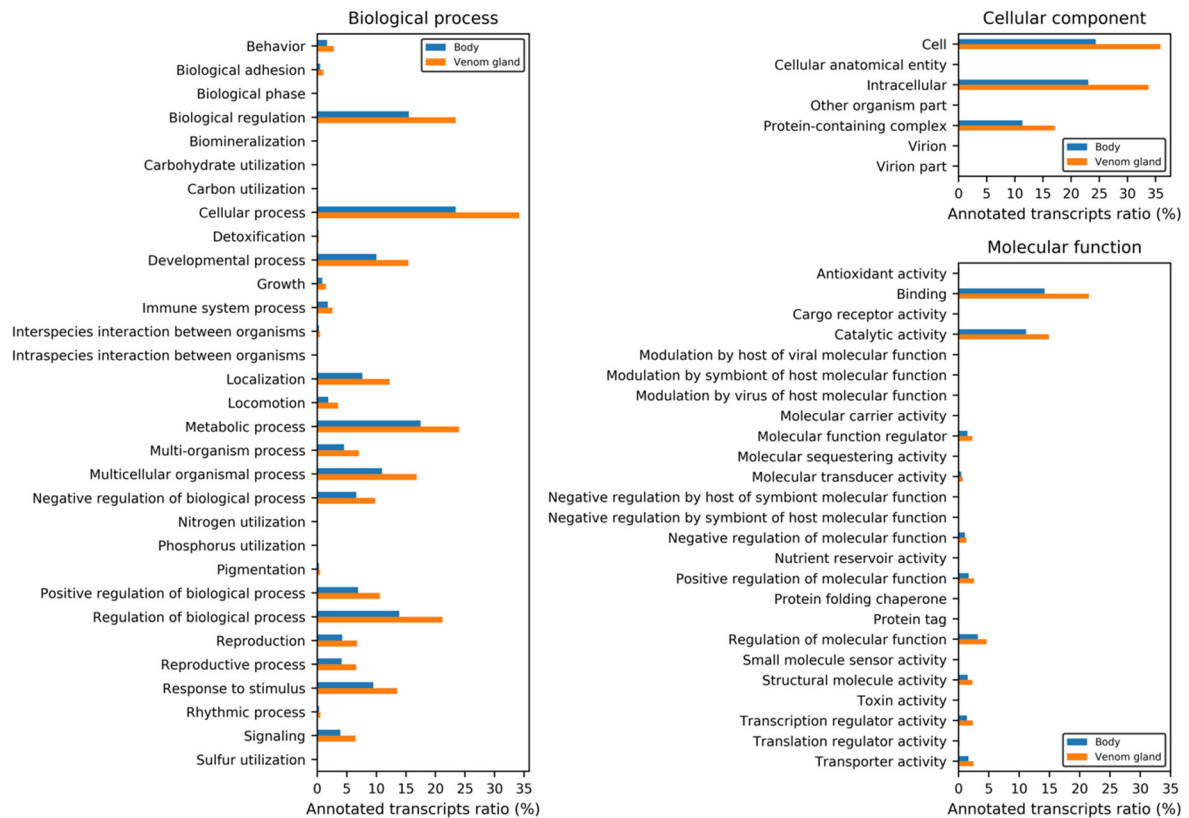 Biological process
Behavior
Biological adhesion
Biological phase
Biological regulation
Biomineralization
Carbohydrate utilization
Carbon utilization
Cellular process
Detoxification
Developmental process
Growth
Immune system process
Interspecies interaction between organisms
Intraspecies interaction between organisms
Localization
Locomotion
Metabolic process
Multi-organism process
Multicellular organismal process
Negative regulation of biological process
Nitrogen utilization
Phosphorus utilization
Pigmentation
Positive regulation of biological process
Regulation of biological process
Reproduction
Reproductive process
Response to stimulus
Rhythmic process
Signaling
Sulfur utilization
Body
Venom gland
0 5 10 15 20 25 30 35
Annotated transcripts ratio (%)
Cellular component
Cell
Cellular anatomical entity
Intracellular
Other organism part
Protein-containing complex
Virion
Virion part
Body
Venom gland
0 5 10 15 20 25 30 35
Annotated transcripts ratio (%)
Molecular function
Antioxidant activity
Binding
Cargo receptor activity
Catalytic activity
Modulation by host of viral molecular function
Modulation by symbiont of host molecular function
Modulation by virus of host molecular function
Molecular carrier activity
Molecular function regulator
Molecular sequestering activity
Molecular transducer activity
Negative regulation by host of symbiont molecular function
Negative regulation by symbiont of host molecular function
Negative regulation of molecular function
Nutrient reservoir activity
Positive regulation of molecular function
Protein folding chaperone
Protein tag
Regulation of molecular function
Small molecule sensor activity
Structural molecule activity
Toxin activity
Transcription regulator activity
Translation regulator activity
Transporter activity
Body
Venom gland
0 5 10 15 20 25 30 35
Annotated transcripts ratio (%)